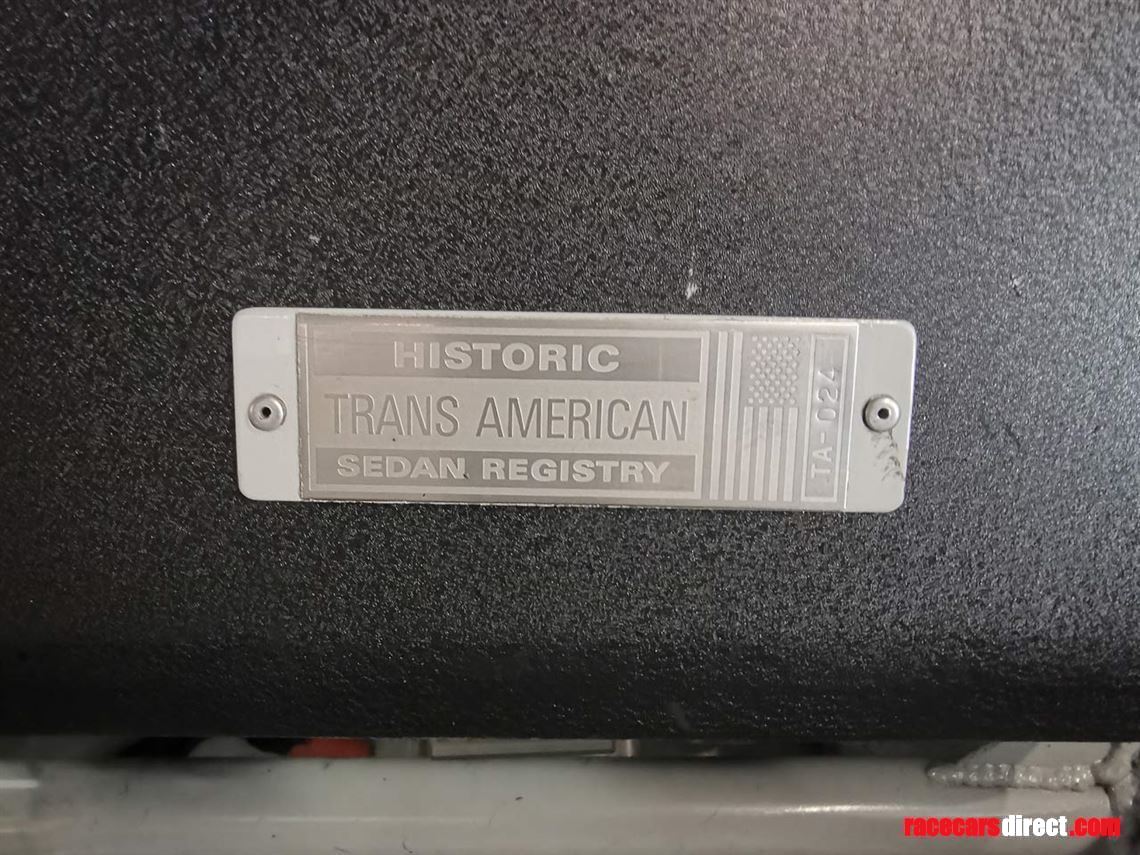 HISTORIC
TRANS AMERICAN
SEDAN REGISTRY
TA-024
racecarsdirect.com